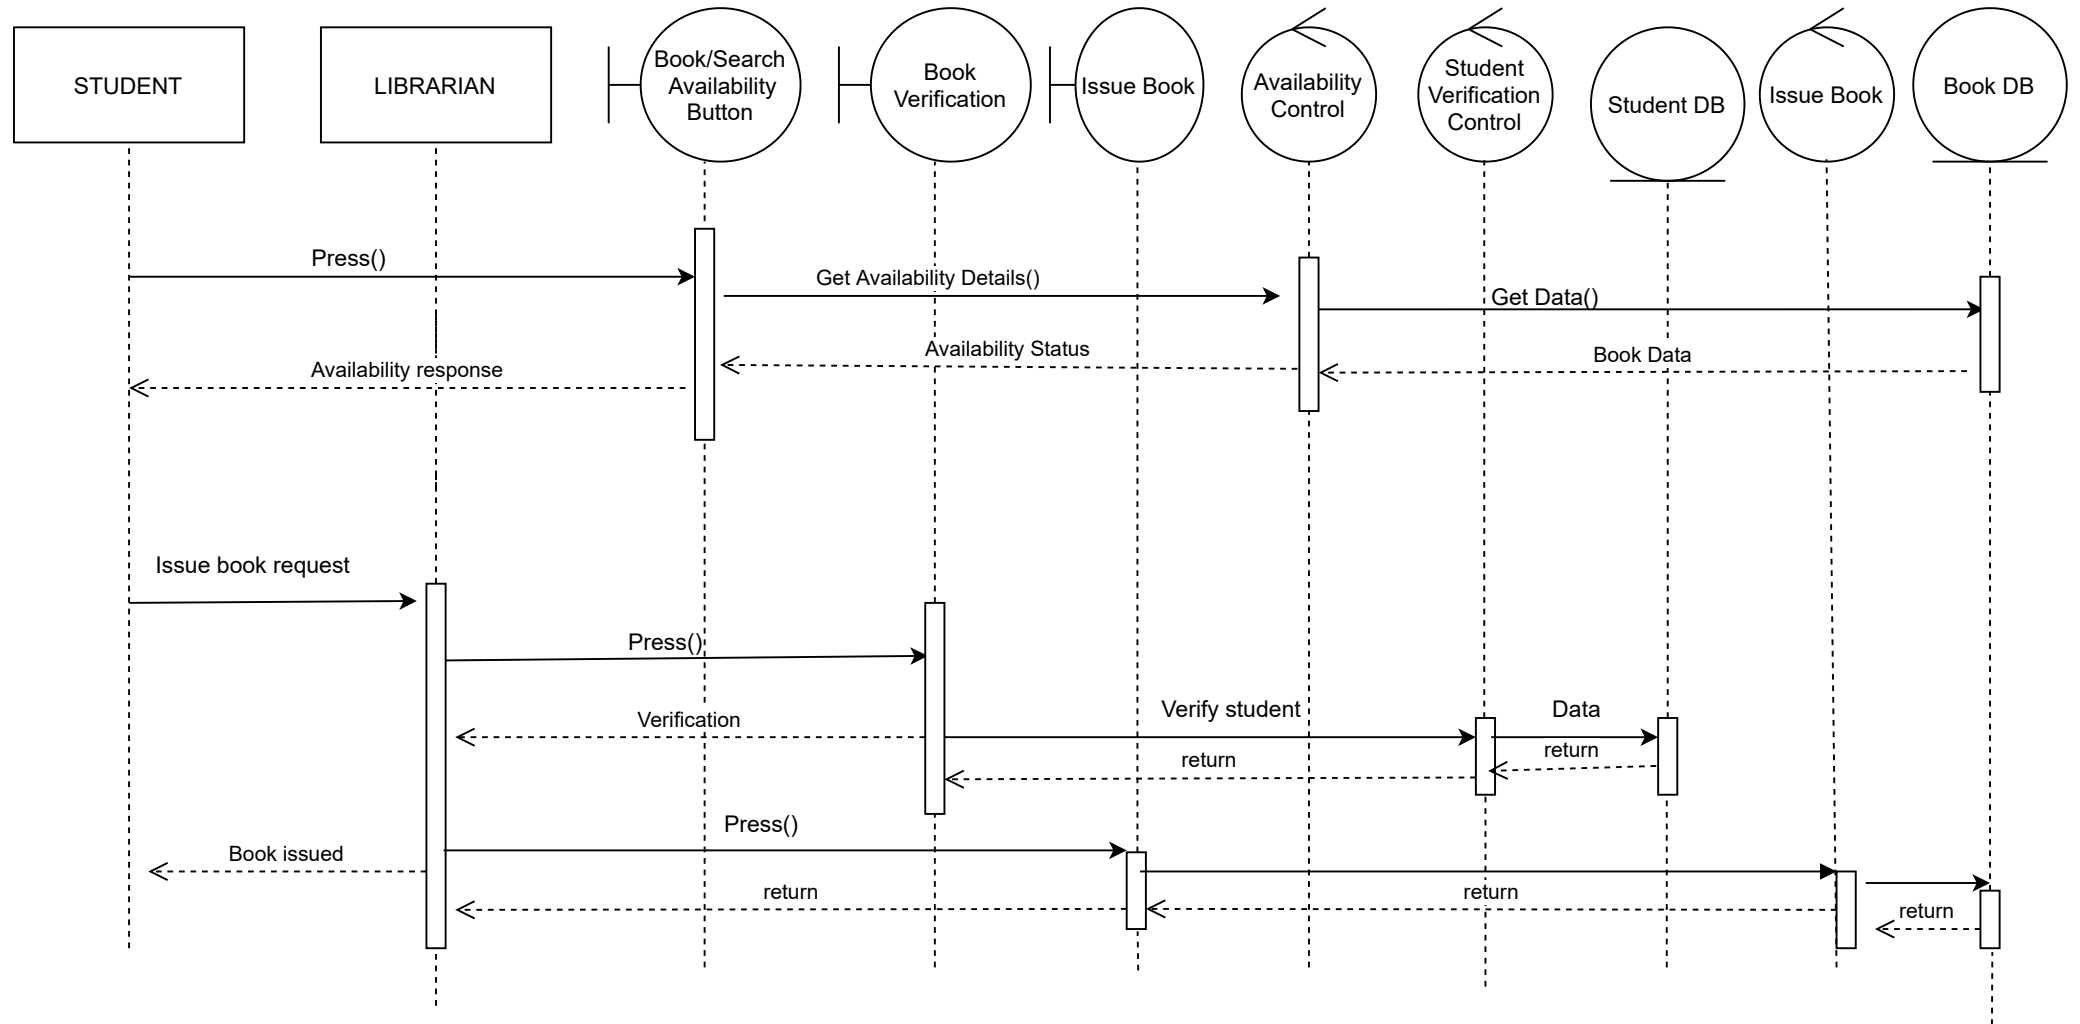 STUDENT
LIBRARIAN
Book/Search
Availability
Button
Book
Verification
Issue Book
Availability
Control
Student
Verification
Control
Student DB
Issue Book
Book DB
Press()
Get Availability Details()
Get Data()
Availability Status
Book Data
Availability response
Issue book request
Press()
Verify student
Data
Verification
return
return
Press()
Book issued
return
return
return